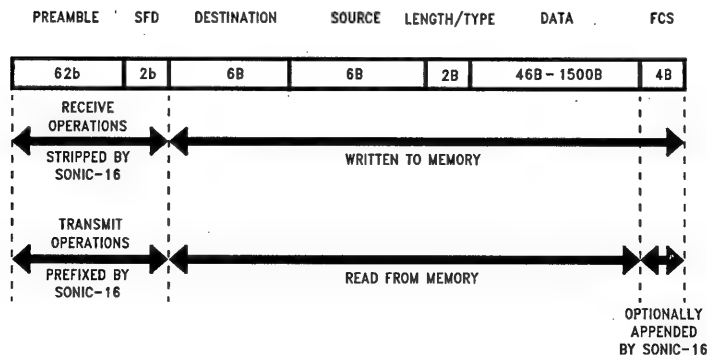 PREAMBLE SFD DESTINATION SOURCE LENGTH/TYPE DATA FCS
62b 2b 6B 6B 2B 46B – 1500B 4B
RECEIVE
OPERATIONS
STRIPPED BY
SONIC-16
WRITTEN TO MEMORY
TRANSMIT
OPERATIONS
PREFIXED BY
SONIC-16
READ FROM MEMORY
OPTIONALLY
APPENDED
BY SONIC-16